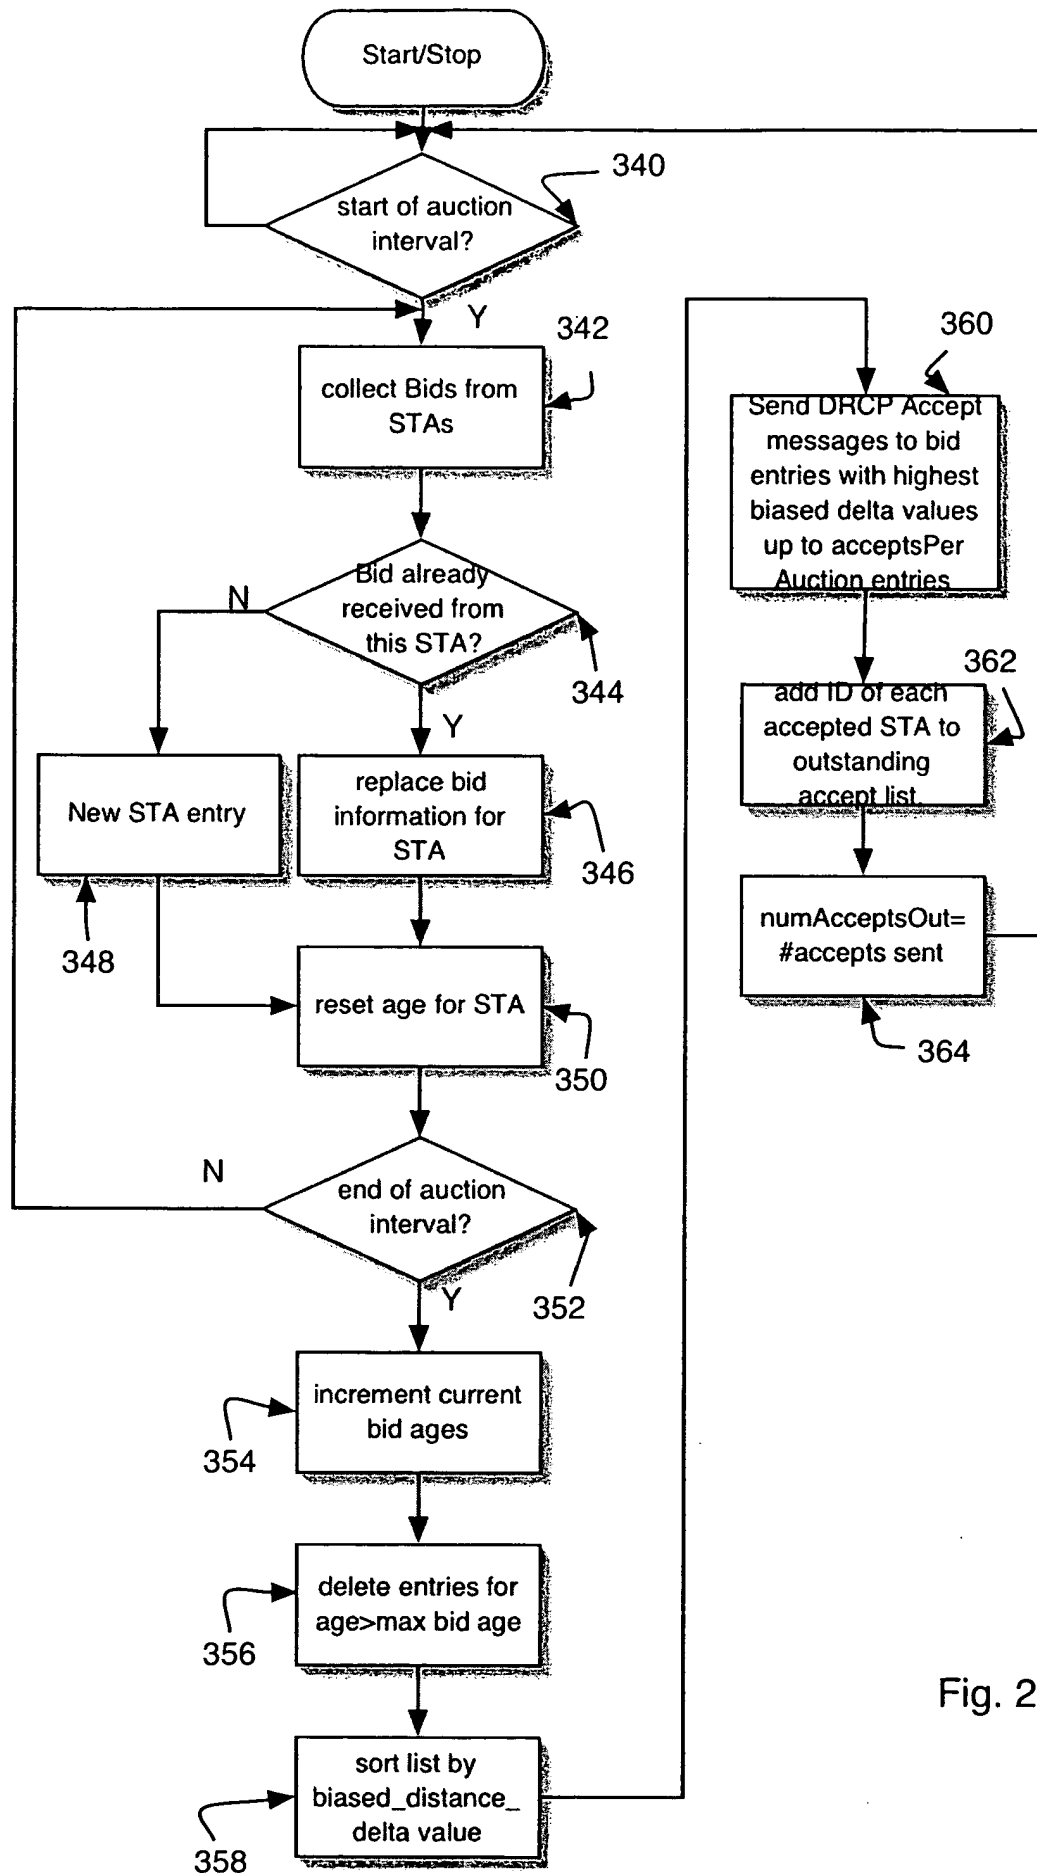 Start/Stop
340
start of auction
interval?
Y
342
collect Bids from
STAs
N
Bid already
received from
this STA?
344
Y
New STA entry
348
replace bid
information for
STA
346
reset age for STA
350
N
end of auction
interval?
352
Y
increment current
bid ages
354
delete entries for
age>max bid age
356
sort list by
biased_distance_
delta value
358
360
Send DRCP Accept
messages to bid
entries with highest
biased delta values
up to acceptsPer
Auction entries
362
add ID of each
accepted STA to
outstanding
accept list.
numAcceptsOut=
#accepts sent
364
Fig. 2